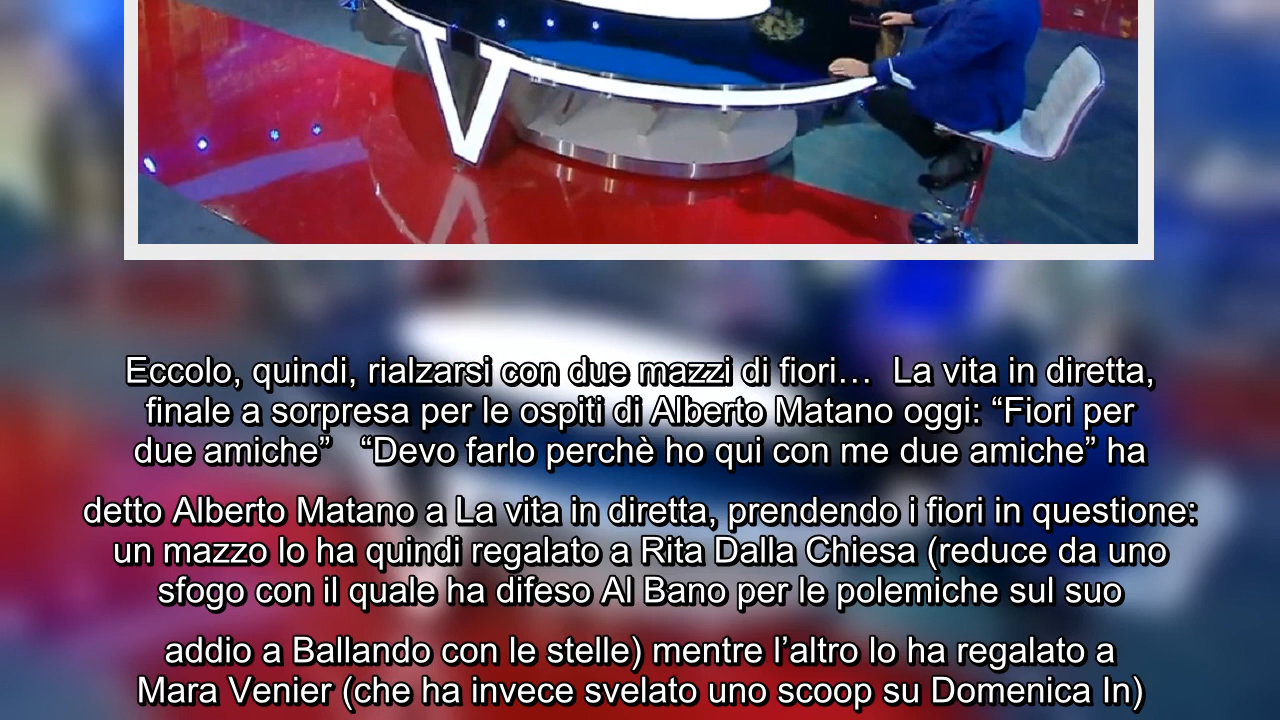 Eccolo, quindi, rialzarsi con due mazzi di fiori…  La vita in diretta,
finale a sorpresa per le ospiti di Alberto Matano oggi: “Fiori per
due amiche”   “Devo farlo perchè ho qui con me due amiche” ha
detto Alberto Matano a La vita in diretta, prendendo i fiori in questione:
un mazzo lo ha quindi regalato a Rita Dalla Chiesa (reduce da uno
sfogo con il quale ha difeso Al Bano per le polemiche sul suo
addio a Ballando con le stelle) mentre l’altro lo ha regalato a
Mara Venier (che ha invece svelato uno scoop su Domenica In)